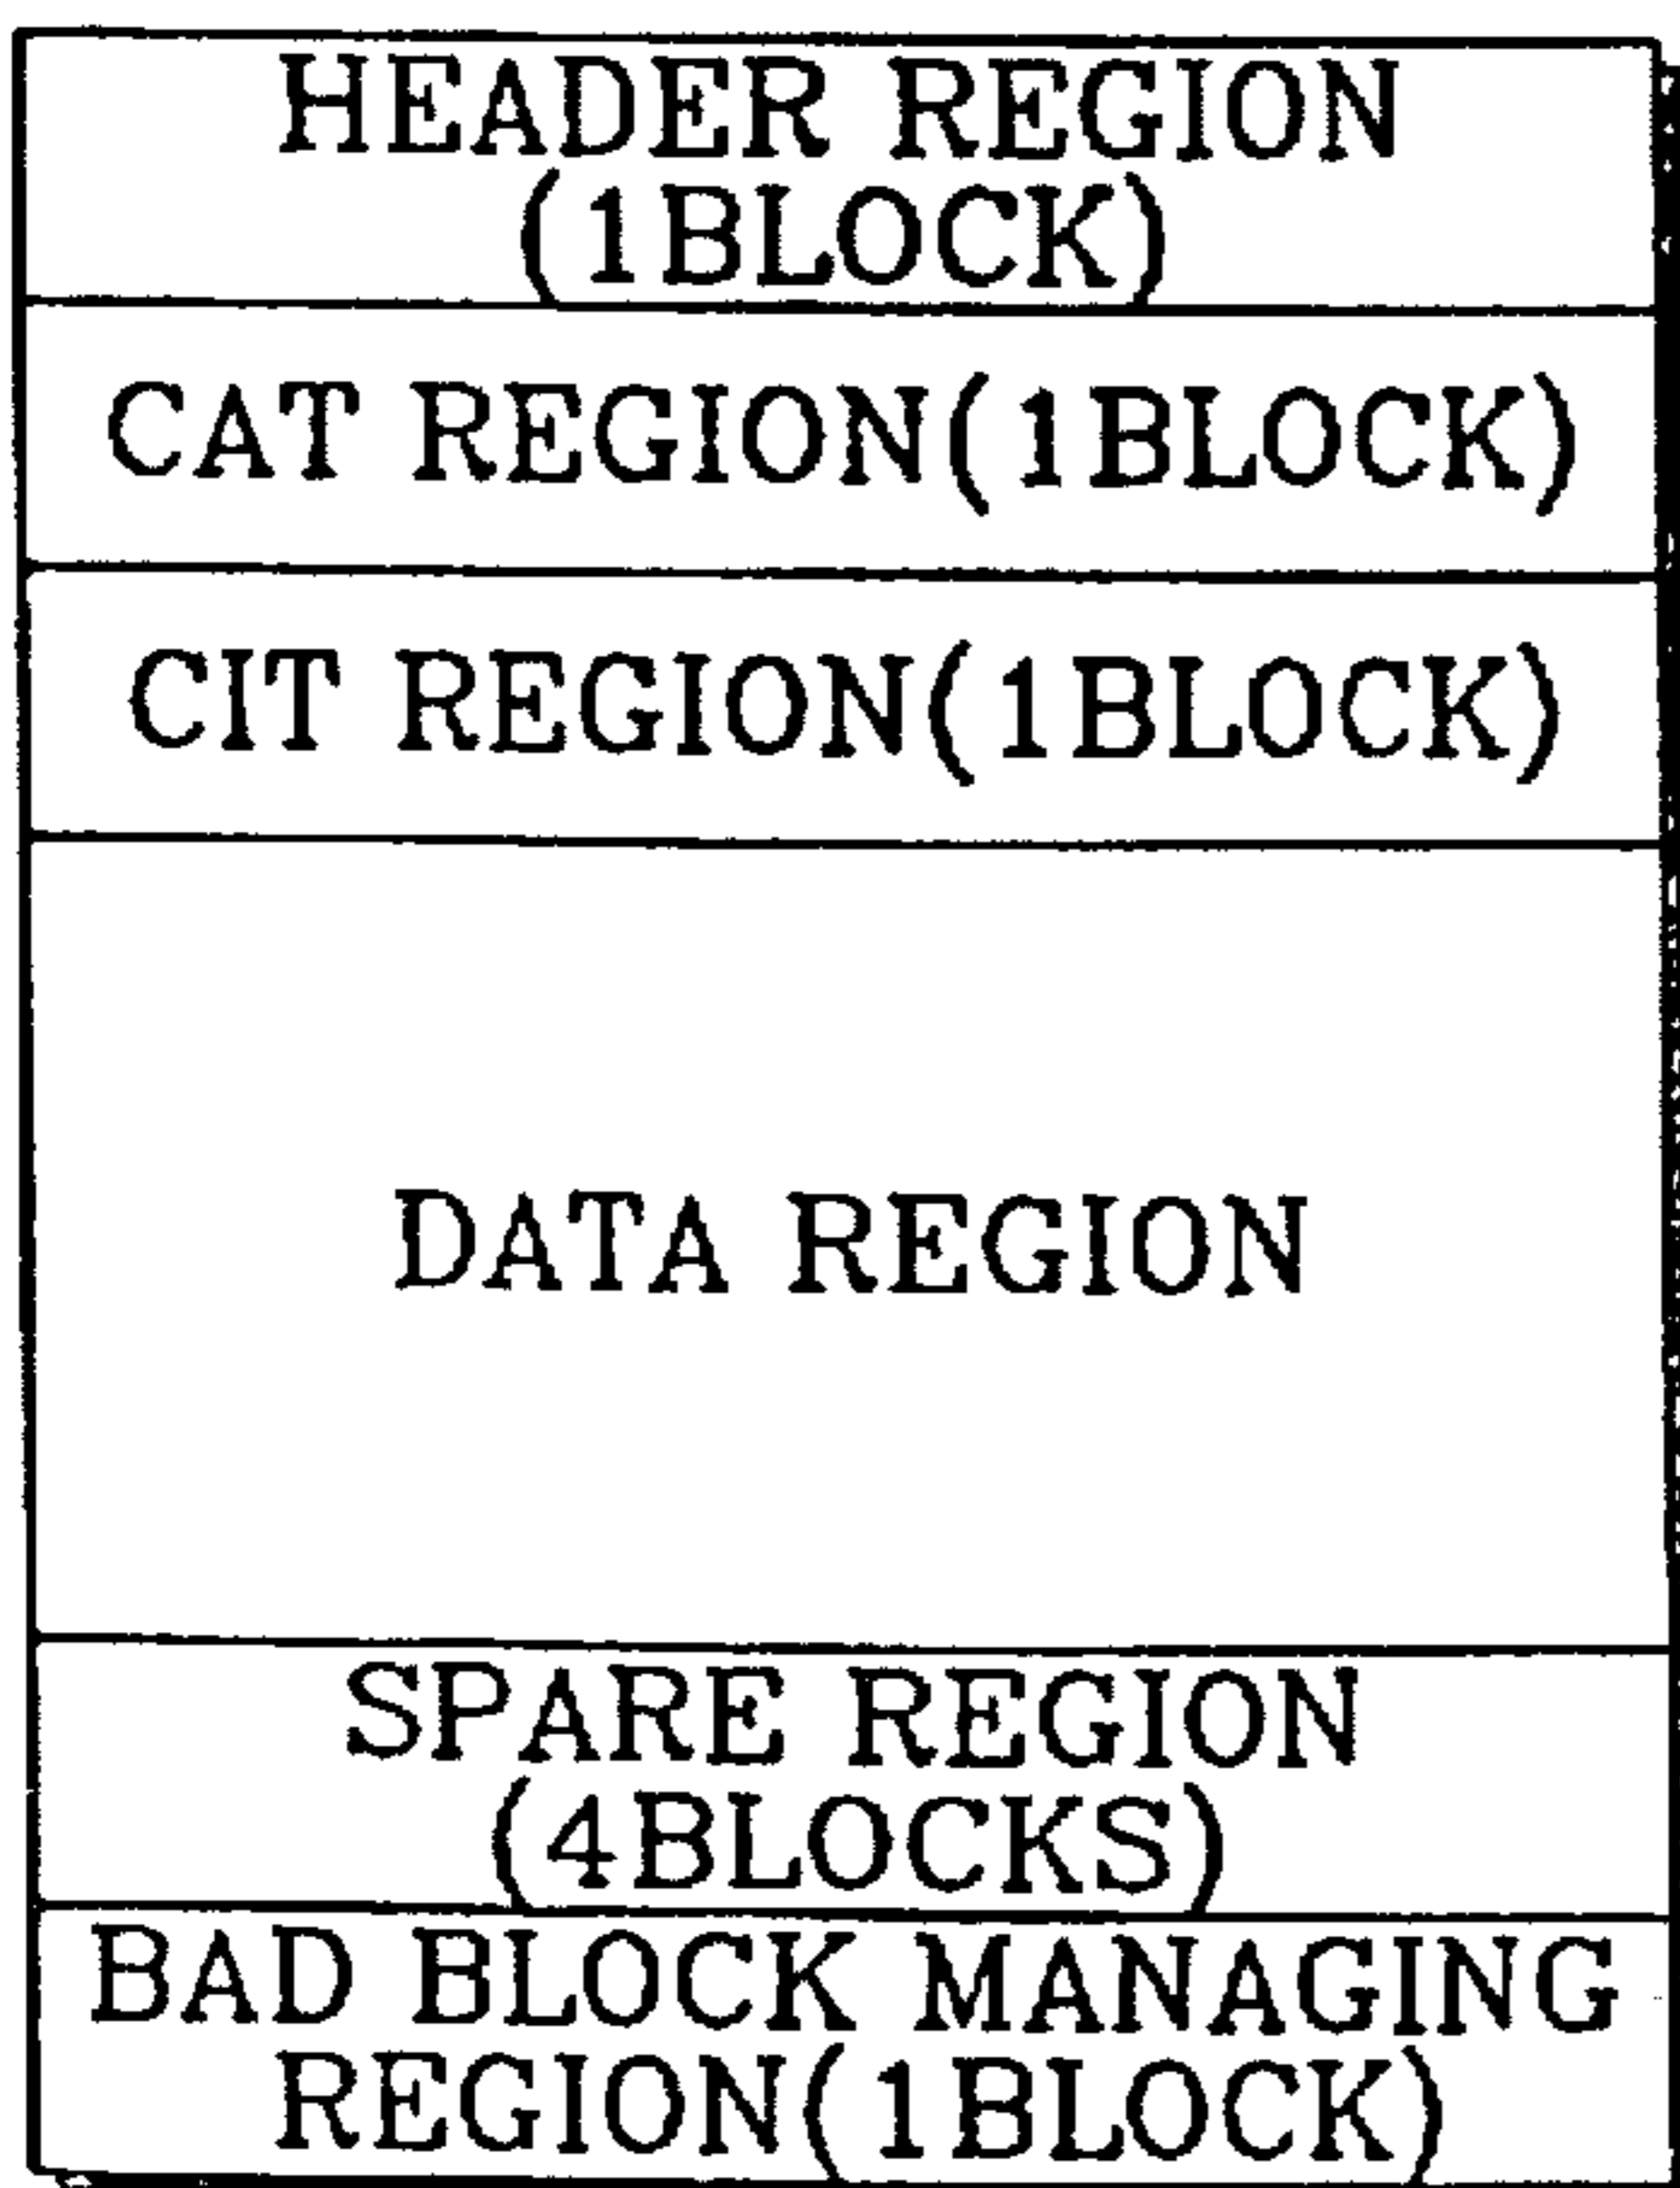 HEADER REGION
(1BLOCK)
CAT REGION(1BLOCK)
CIT REGION(1BLOCK)
DATA REGION
SPARE REGION
(4BLOCKS)
BAD BLOCK MANAGING
REGION(1BLOCK)